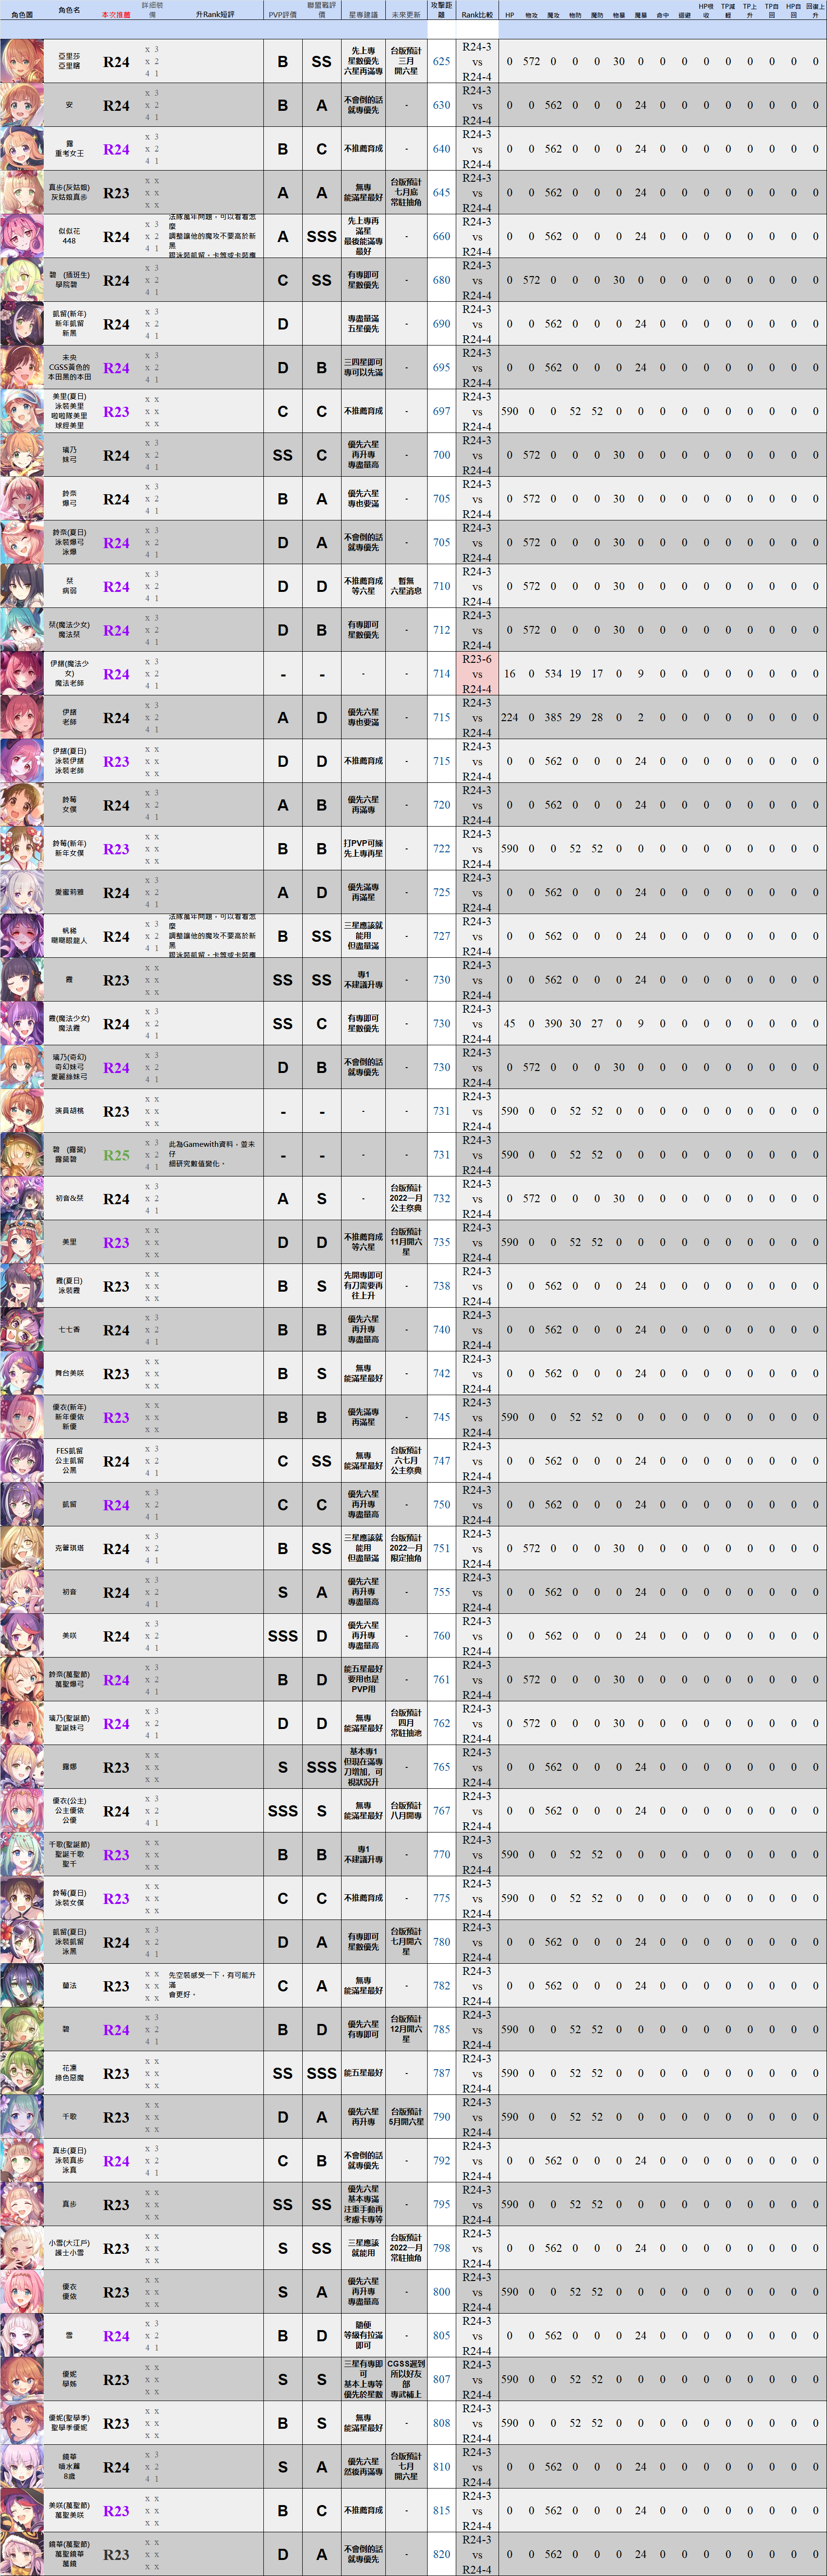 角色圖 角色名 本次推薦 詳細裝備 升Rank短評 PVP評價 聯盟戰評價 星專建議 未來更新 攻擊距離 Rank比較 HP 物攻 魔攻 物防 魔防 物暴 魔暴 命中 迴避 HP吸收 TP減輕 TP上升 TP自回 HP自回 回復上升
亞里莎 亞里瞎 R24 x 3 x 2 4 1 B SS 先上專 星數優先 六星再滿專 台版預計 三月 開六星 625 R24-3 vs R24-4 0 572 0 0 0 30 0 0 0 0 0 0 0 0 0
安 R24 x 3 x 2 4 1 B A 不會倒的話 就專優先 - 630 R24-3 vs R24-4 0 0 562 0 0 0 24 0 0 0 0 0 0 0 0
露 重考女王 R24 x 3 x 2 4 1 B C 不推薦育成 - 640 R24-3 vs R24-4 0 0 562 0 0 0 24 0 0 0 0 0 0 0 0
真步(灰姑娘) 灰姑娘真步 R23 x x x x x x A A 無專 能滿星最好 台版預計 七月底 常駐抽角 645 R24-3 vs R24-4 0 0 562 0 0 0 24 0 0 0 0 0 0 0 0
似似花 448 R24 x 3 x 2 4 1 法隊萬年問題，可以看看怎麼 調整讓他的魔攻不要高於新黑 A SSS 先上專再 滿星 最後能滿專 最好 - 660 R24-3 vs R24-4 0 0 562 0 0 0 24 0 0 0 0 0 0 0 0
碧 (插班生) 學院碧 R24 x 3 x 2 4 1 C SS 有專即可 星數優先 - 680 R24-3 vs R24-4 0 572 0 0 0 30 0 0 0 0 0 0 0 0 0
凱留(新年) 新年凱留 新黑 R24 x 3 x 2 4 1 D 專盡量滿 五星優先 - 690 R24-3 vs R24-4 0 0 562 0 0 0 24 0 0 0 0 0 0 0 0
未央 CGSS黃色的 本田黑的本田 R24 x 3 x 2 4 1 D B 三四星即可 專可以先滿 - 695 R24-3 vs R24-4 0 0 562 0 0 0 24 0 0 0 0 0 0 0 0
美里(夏日) 泳裝美里 啦啦隊美里 球經美里 R23 x x x x x x C C 不推薦育成 - 697 R24-3 vs R24-4 590 0 0 52 52 0 0 0 0 0 0 0 0 0 0
璃乃 妹弓 R24 x 3 x 2 4 1 SS C 優先六星 再升專 專盡量高 - 700 R24-3 vs R24-4 0 572 0 0 0 30 0 0 0 0 0 0 0 0 0
鈴奈 爆弓 R24 x 3 x 2 4 1 B A 優先六星 專也要滿 - 705 R24-3 vs R24-4 0 572 0 0 0 30 0 0 0 0 0 0 0 0 0
鈴奈(夏日) 泳裝爆弓 泳爆 R24 x 3 x 2 4 1 D A 不會倒的話 就專優先 - 705 R24-3 vs R24-4 0 572 0 0 0 30 0 0 0 0 0 0 0 0 0
栞 病弱 R24 x 3 x 2 4 1 D D 不推薦育成 等六星 暫無 六星消息 710 R24-3 vs R24-4 0 572 0 0 0 30 0 0 0 0 0 0 0 0 0
栞(魔法少女) 魔法栞 R24 x 3 x 2 4 1 D B 有專即可 星數優先 - 712 R24-3 vs R24-4 0 572 0 0 0 30 0 0 0 0 0 0 0 0 0
伊緒(魔法少女) 魔法老師 R24 x 3 x 2 4 1 - - - - 714 R23-6 vs R24-4 16 0 534 19 17 0 9 0 0 0 0 0 0 0 0
伊緒 老師 R24 x 3 x 2 4 1 A D 優先六星 專也要滿 - 715 R24-3 vs R24-4 224 0 385 29 28 0 2 0 0 0 0 0 0 0 0
伊緒(夏日) 泳裝伊緒 泳裝老師 R23 x x x x x x D D 不推薦育成 - 715 R24-3 vs R24-4 0 0 562 0 0 0 24 0 0 0 0 0 0 0 0
鈴莓 女僕 R24 x 3 x 2 4 1 A B 優先六星 再滿專 - 720 R24-3 vs R24-4 0 0 562 0 0 0 24 0 0 0 0 0 0 0 0
鈴莓(新年) 新年女僕 R23 x x x x x x B B 打PVP可練 先上專再星 - 722 R24-3 vs R24-4 590 0 0 52 52 0 0 0 0 0 0 0 0 0 0
愛蜜莉雅 R24 x 3 x 2 4 1 A D 優先滿專 再滿星 - 725 R24-3 vs R24-4 0 0 562 0 0 0 24 0 0 0 0 0 0 0 0
帆稀 瞇瞇眼龍人 R24 x 3 x 2 4 1 法隊萬年問題，可以看看怎麼 調整讓他的魔攻不要高於新黑 B SS 三星應該就 能用 但盡量滿 - 727 R24-3 vs R24-4 0 0 562 0 0 0 24 0 0 0 0 0 0 0 0
霞 R23 x x x x x x SS SS 專1 不建議升專 - 730 R24-3 vs R24-4 0 0 562 0 0 0 24 0 0 0 0 0 0 0 0
霞(魔法少女) 魔法霞 R24 x 3 x 2 4 1 SS C 有專即可 星數優先 - 730 R24-3 vs R24-4 45 0 390 30 27 0 9 0 0 0 0 0 0 0 0
璃乃(奇幻) 奇幻妹弓 愛麗絲妹弓 R24 x 3 x 2 4 1 D B 不會倒的話 就專優先 - 730 R24-3 vs R24-4 0 572 0 0 0 30 0 0 0 0 0 0 0 0 0
演員胡桃 R23 x x x x x x - - - - 731 R24-3 vs R24-4 590 0 0 52 52 0 0 0 0 0 0 0 0 0 0
碧 (露營) 露營碧 R25 x 3 x 2 4 1 此為Gamewith資料，並未仔 細研究數值變化。 - - - - 731 R24-3 vs R24-4 590 0 0 52 52 0 0 0 0 0 0 0 0 0 0
初音&栞 R24 x 3 x 2 4 1 A S - 台版預計 2022一月 公主祭典 732 R24-3 vs R24-4 0 572 0 0 0 30 0 0 0 0 0 0 0 0 0
美里 R23 x x x x x x D D 不推薦育成 等六星 台版預計 11月開六星 735 R24-3 vs R24-4 590 0 0 52 52 0 0 0 0 0 0 0 0 0 0
霞(夏日) 泳裝霞 R23 x x x x x x B S 先開專即可 有刀需要再 往上升 - 738 R24-3 vs R24-4 0 0 562 0 0 0 24 0 0 0 0 0 0 0 0
七七香 R24 x 3 x 2 4 1 B B 優先六星 再升專 專盡量高 - 740 R24-3 vs R24-4 0 0 562 0 0 0 24 0 0 0 0 0 0 0 0
舞台美咲 R23 x x x x x x B S 無專 能滿星最好 - 742 R24-3 vs R24-4 0 0 562 0 0 0 24 0 0 0 0 0 0 0 0
優衣(新年) 新年優依 新優 R23 x x x x x x B B 優先滿專 再滿星 - 745 R24-3 vs R24-4 590 0 0 52 52 0 0 0 0 0 0 0 0 0 0
FES凱留 公主凱留 公黑 R24 x 3 x 2 4 1 C SS 無專 能滿星最好 台版預計 六七月 公主祭典 747 R24-3 vs R24-4 0 0 562 0 0 0 24 0 0 0 0 0 0 0 0
凱留 R24 x 3 x 2 4 1 C C 優先六星 再升專 專盡量高 - 750 R24-3 vs R24-4 0 0 562 0 0 0 24 0 0 0 0 0 0 0 0
克蕾琪塔 R24 x 3 x 2 4 1 B SS 三星應該就 能用 但盡量滿 台版預計 2022一月 限定抽角 751 R24-3 vs R24-4 0 572 0 0 0 30 0 0 0 0 0 0 0 0 0
初音 R24 x 3 x 2 4 1 S A 優先六星 再升專 專盡量高 - 755 R24-3 vs R24-4 0 0 562 0 0 0 24 0 0 0 0 0 0 0 0
美咲 R24 x 3 x 2 4 1 SSS D 優先六星 再升專 專盡量高 - 760 R24-3 vs R24-4 0 0 562 0 0 0 24 0 0 0 0 0 0 0 0
鈴奈(萬聖節) 萬聖爆弓 R24 x 3 x 2 4 1 B D 能五星最好 要用也是 PVP用 - 761 R24-3 vs R24-4 0 572 0 0 0 30 0 0 0 0 0 0 0 0 0
璃乃(聖誕節) 聖誕妹弓 R24 x 3 x 2 4 1 D D 無專 能滿星最好 台版預計 四月 常駐抽池 762 R24-3 vs R24-4 0 572 0 0 0 30 0 0 0 0 0 0 0 0 0
露娜 R23 x x x x x x S SSS 基本專1 但現在滿專 刀增加，可 視狀況升 - 765 R24-3 vs R24-4 0 0 562 0 0 0 24 0 0 0 0 0 0 0 0
優衣(公主) 公主優依 公優 R24 x 3 x 2 4 1 SSS S 無專 能滿星最好 台版預計 八月開專 767 R24-3 vs R24-4 0 0 562 0 0 0 24 0 0 0 0 0 0 0 0
千歌(聖誕節) 聖誕千歌 聖千 R23 x x x x x x B B 專1 不建議升專 - 770 R24-3 vs R24-4 590 0 0 52 52 0 0 0 0 0 0 0 0 0 0
鈴莓(夏日) 泳裝女僕 R23 x x x x x x C C 不推薦育成 - 775 R24-3 vs R24-4 590 0 0 52 52 0 0 0 0 0 0 0 0 0 0
凱留(夏日) 泳裝凱留 泳黑 R24 x 3 x 2 4 1 D A 有專即可 星數優先 台版預計 七月開六星 780 R24-3 vs R24-4 0 0 562 0 0 0 24 0 0 0 0 0 0 0 0
蘭法 R23 x x x x x x 先空裝感受一下，有可能升滿 會更好。 C A 無專 能滿星最好 - 782 R24-3 vs R24-4 0 0 562 0 0 0 24 0 0 0 0 0 0 0 0
碧 R24 x 3 x 2 4 1 B D 優先六星 有專即可 台版預計 12月開六星 785 R24-3 vs R24-4 590 0 0 52 52 0 0 0 0 0 0 0 0 0 0
花凛 綠色惡魔 R23 x x x x x x SS SSS 能五星最好 - 787 R24-3 vs R24-4 590 0 0 52 52 0 0 0 0 0 0 0 0 0 0
千歌 R23 x x x x x x D A 優先六星 再升專 台版預計 5月開六星 790 R24-3 vs R24-4 590 0 0 52 52 0 0 0 0 0 0 0 0 0 0
真步(夏日) 泳裝真步 泳真 R24 x 3 x 2 4 1 C B 不會倒的話 就專優先 - 792 R24-3 vs R24-4 0 0 562 0 0 0 24 0 0 0 0 0 0 0 0
真步 R23 x x x x x x SS SS 優先六星 基本專滿 注重手動再 考慮卡專等 - 795 R24-3 vs R24-4 590 0 0 52 52 0 0 0 0 0 0 0 0 0 0
小雪(大江戶) 護士小雪 R23 x x x x x x S SS 三星應該 就能用 台版預計 2022一月 常駐抽角 798 R24-3 vs R24-4 0 0 562 0 0 0 24 0 0 0 0 0 0 0 0
優衣 優依 R23 x x x x x x S A 優先六星 再升專 專盡量高 - 800 R24-3 vs R24-4 590 0 0 52 52 0 0 0 0 0 0 0 0 0 0
雪 R24 x 3 x 2 4 1 B D 隨便 等級有拉滿 即可 - 805 R24-3 vs R24-4 0 0 562 0 0 0 24 0 0 0 0 0 0 0 0
優妮 學姊 R23 x x x x x x S S 三星有專即可 基本上專等 優先於星數 CGSS遲到 所以好友部 專武補上 807 R24-3 vs R24-4 590 0 0 52 52 0 0 0 0 0 0 0 0 0 0
優妮(聖學季) 聖學季優妮 R23 x x x x x x B S 無專 能滿星最好 - 808 R24-3 vs R24-4 590 0 0 52 52 0 0 0 0 0 0 0 0 0 0
鏡華 噴水蘿 8歲 R24 x 3 x 2 4 1 S A 優先六星 然後再滿專 台版預計 七月 開六星 810 R24-3 vs R24-4 0 0 562 0 0 0 24 0 0 0 0 0 0 0 0
美咲(萬聖節) 萬聖美咲 R23 x x x x x x B C 不推薦育成 - 815 R24-3 vs R24-4 0 0 562 0 0 0 24 0 0 0 0 0 0 0 0
鏡華(萬聖節) 萬聖鏡華 萬鏡 R23 x x x x x x D A 不會倒的話 就專優先 - 820 R24-3 vs R24-4 0 0 562 0 0 0 24 0 0 0 0 0 0 0 0